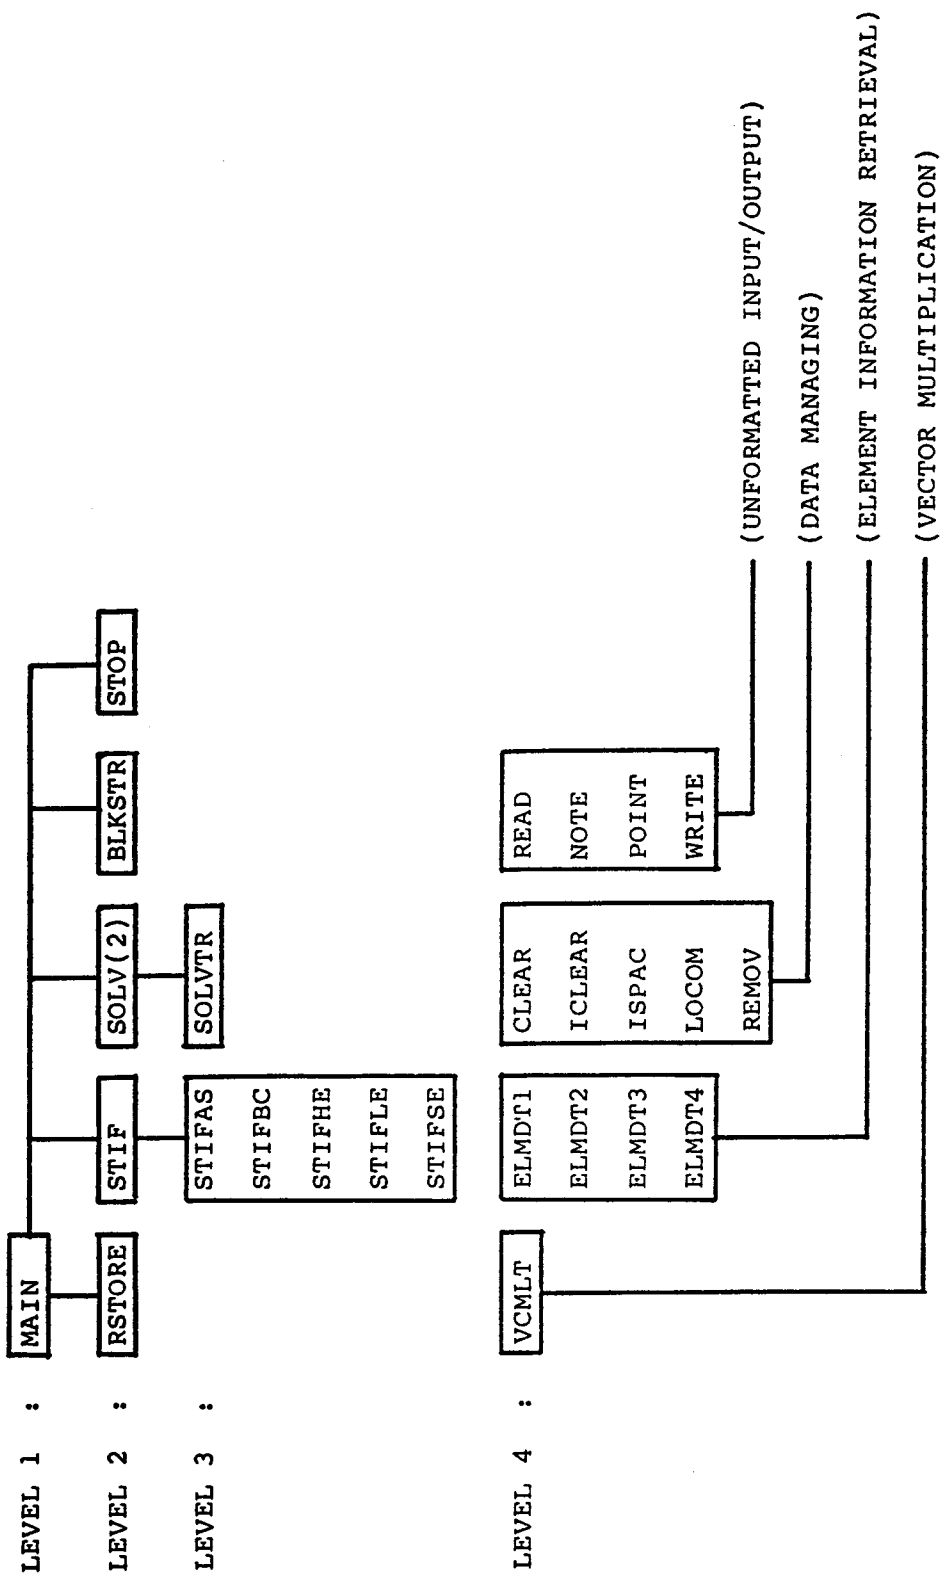 LEVEL 1 : MAIN
LEVEL 2 : RSTORE STIF SOLV(2) BLKSTR STOP
LEVEL 3 : STIFAS SOLVTR
STIFBC
STIFHE
STIFLE
STIFSE
LEVEL 4 : VCMLT ELMDT1 CLEAR READ
ELMDT2 ICLEAR NOTE
ELMDT3 ISPAC POINT
ELMDT4 LOCOM WRITE
REMOV
(UNFORMATTED INPUT/OUTPUT)
(DATA MANAGING)
(ELEMENT INFORMATION RETRIEVAL)
(VECTOR MULTIPLICATION)